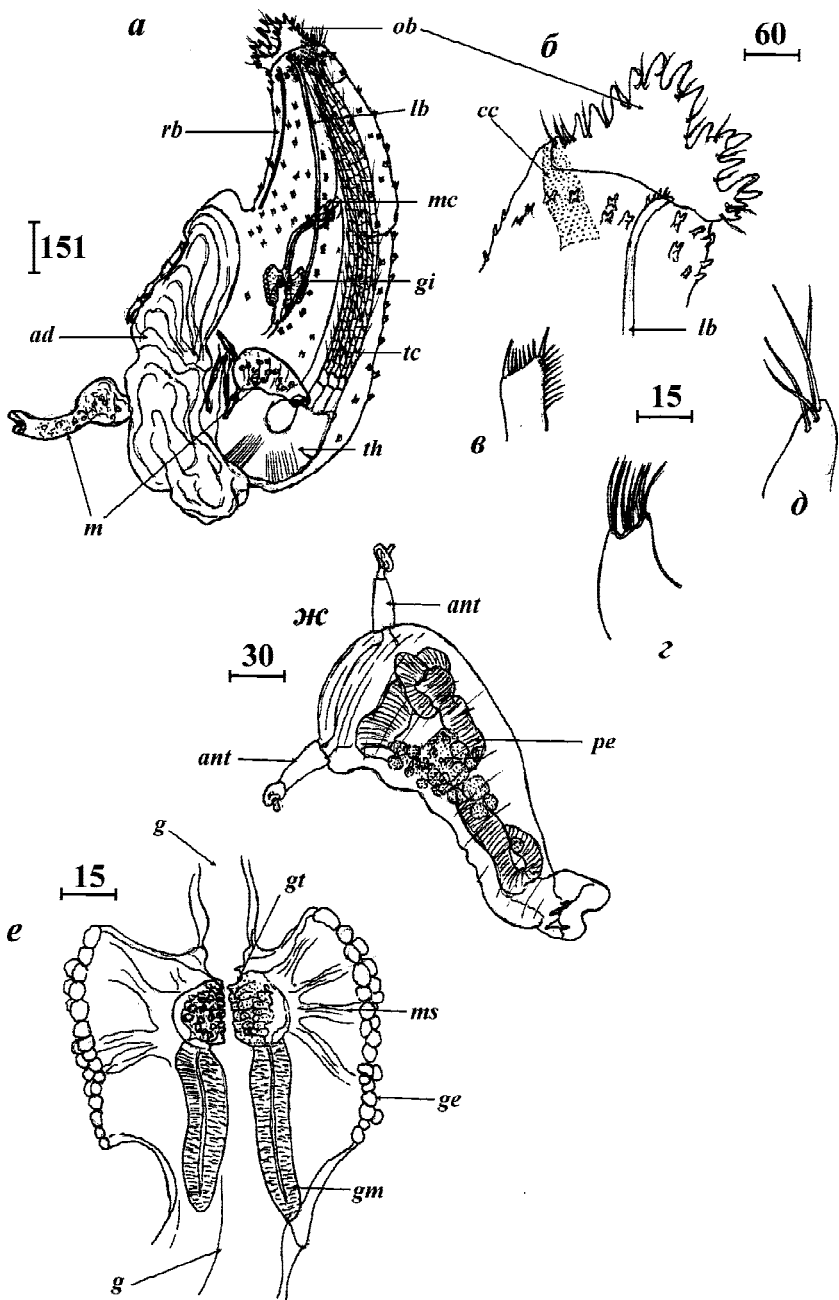 а
ob
б
60
cc
rb
lb
mc
151
gi
ad
tc
lb
th
в
15
m
д
г
ж
ant
30
ant
pe
g
15
gt
е
ms
ge
gm
g